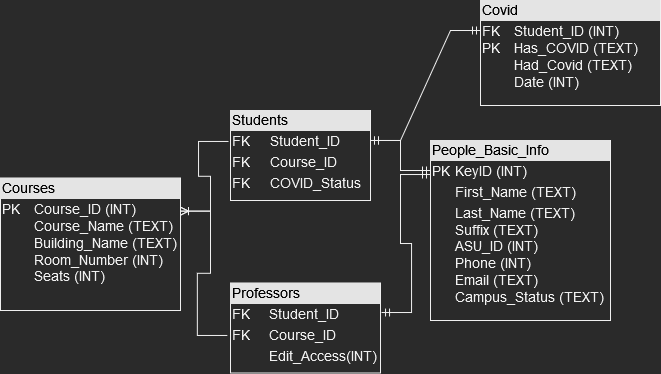 Covid
FK Student_ID (INT)
PK Has_COVID (TEXT)
Had_Covid (TEXT)
Date (INT)
Students
FK Student_ID
FK Course_ID
FK COVID_Status
People_Basic_Info
PK KeyID (INT)
First_Name (TEXT)
Last_Name (TEXT)
Suffix (TEXT)
ASU_ID (INT)
Phone (INT)
Email (TEXT)
Campus_Status (TEXT)
Courses
PK Course_ID (INT)
Course_Name (TEXT)
Building_Name (TEXT)
Room_Number (INT)
Seats (INT)
Professors
FK Student_ID
FK Course_ID
Edit_Access(INT)